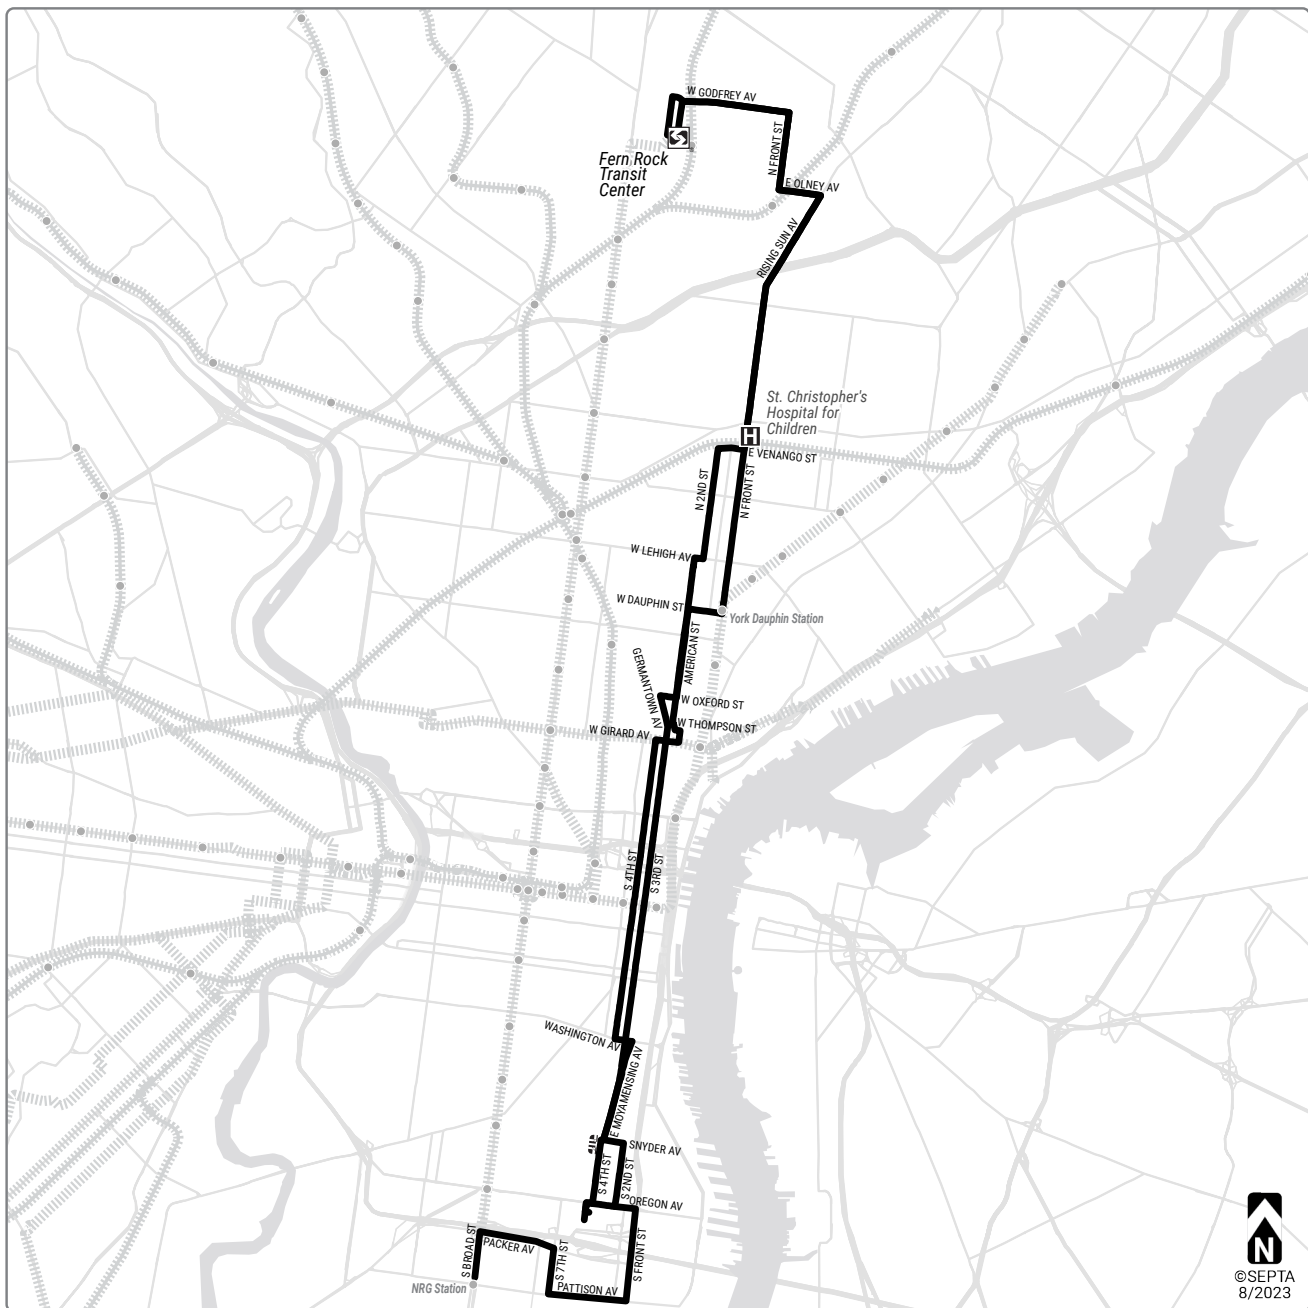 W GODFREY AV
N FRONT ST
Fern Rock
Transit
Center
E OLNEY AV
RISING SUN AV
St. Christopher's
Hospital for
Children
H
E VENANGO ST
N 2ND ST
N FRONT ST
W LEHIGH AV
W DAUPHIN ST
York Dauphin Station
AMERICAN ST
GERMANTOWN AV
W OXFORD ST
W THOMPSON ST
W GIRARD AV
S 4TH ST
S 3RD ST
WASHINGTON AV
E MOYAMENSING AV
SNYDER AV
S 4TH ST
S 2ND ST
OREGON AV
S BROAD ST
PACKER AV
S 7TH ST
S FRONT ST
PATTISON AV
NRG Station
N
©SEPTA
8/2023